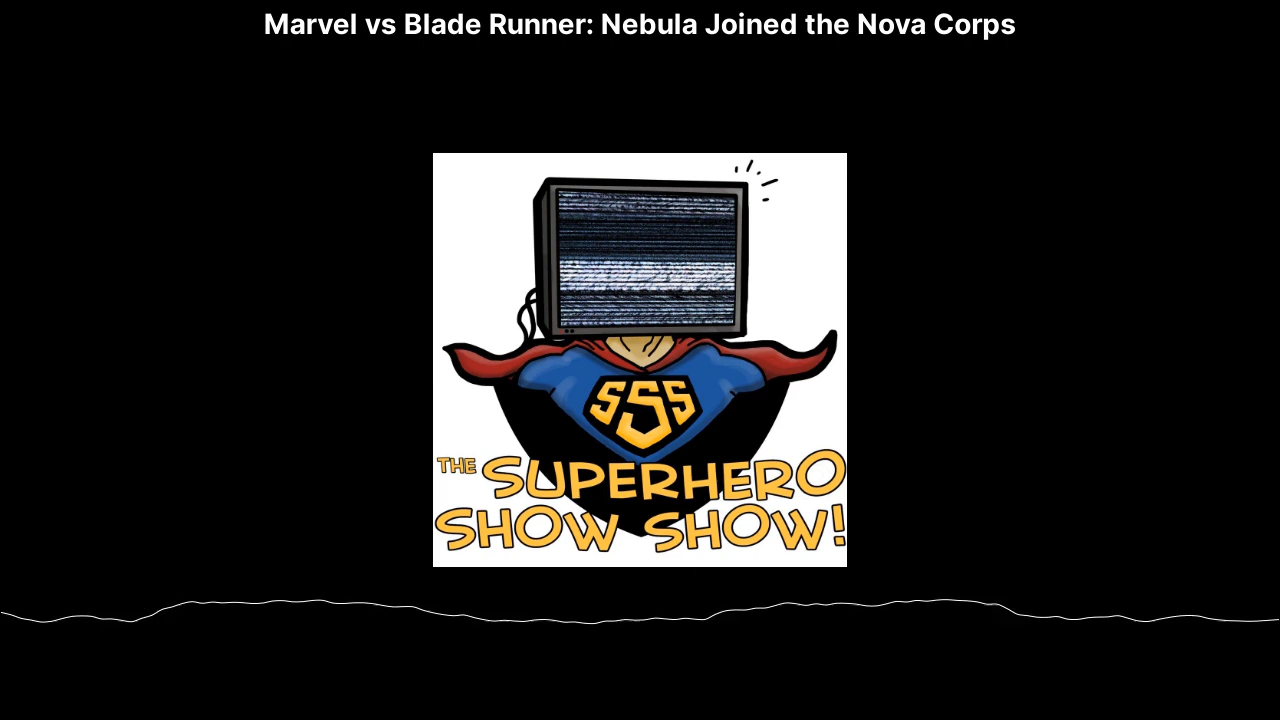 Marvel vs Blade Runner: Nebula Joined the Nova Corps
SSS
THE SUPERHERO
SHOW SHOW!